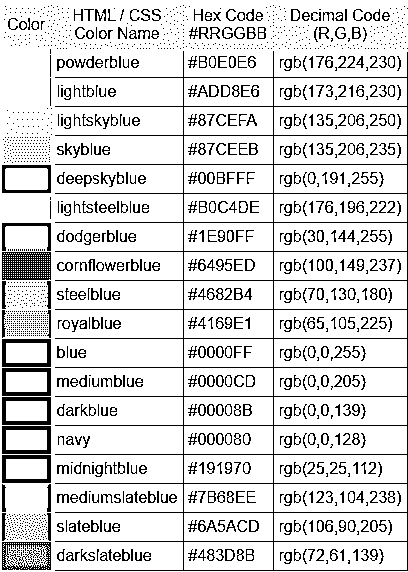 Color HTML / CSS Color Name Hex Code #RRGGBB Decimal Code (R,G,B)
powderblue #B0E0E6 rgb(176,224,230)
lightblue #ADD8E6 rgb(173,216,230)
lightskyblue #87CEFA rgb(135,206,250)
skyblue #87CEEB rgb(135,206,235)
deepskyblue #00BFFF rgb(0,191,255)
lightsteelblue #B0C4DE rgb(176,196,222)
dodgerblue #1E90FF rgb(30,144,255)
cornflowerblue #6495ED rgb(100,149,237)
steelblue #4682B4 rgb(70,130,180)
royalblue #4169E1 rgb(65,105,225)
blue #0000FF rgb(0,0,255)
mediumblue #0000CD rgb(0,0,205)
darkblue #00008B rgb(0,0,139)
navy #000080 rgb(0,0,128)
midnightblue #191970 rgb(25,25,112)
mediumslateblue #7B68EE rgb(123,104,238)
slateblue #6A5ACD rgb(106,90,205)
darkslateblue #483D8B rgb(72,61,139)